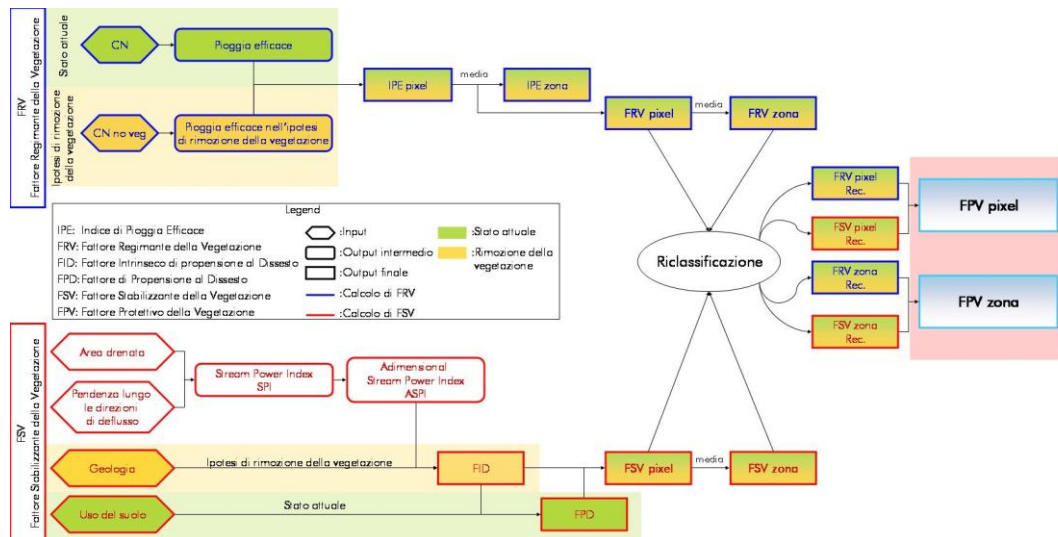 FRV
Fattore Regimante della Vegetazione
Stato attuale
CN
Pioggia efficace
Ipotesi di rimozione
della vegetazione
CN no veg
Pioggia efficace nell'ipotesi
di rimozione della vegetazione
IPE pixel
media
IPE zona
FRV pixel
media
FRV zona
Legend
IPE: Indice di Pioggia Efficace
FRV: Fattore Regimante della Vegetazione
FID: Fattore Intrinseco di propensione al Dissesto
FPD: Fattore di Propensione al Dissesto
FSV: Fattore Stabilizzante della Vegetazione
FPV: Fattore Protettivo della Vegetazione
:Input
:Output intermedio
:Output finale
:Calcolo di FRV
:Calcolo di FSV
:Stato attuale
:Rimozione della
vegetazione
Riclassificazione
FRV pixel
Rec.
FSV pixel
Rec.
FRV zona
Rec.
FSV zona
Rec.
FPV pixel
FPV zona
FSV
Fattore Stabilizzante della Vegetazione
Area drenata
Pendenza lungo
le direzioni
di deflusso
Stream Power Index
SPI
Adimensional
Stream Power Index
ASPI
Geologia
Ipotesi di rimozione della vegetazione
FID
FSV pixel
media
FSV zona
Uso del suolo
Stato attuale
FPD